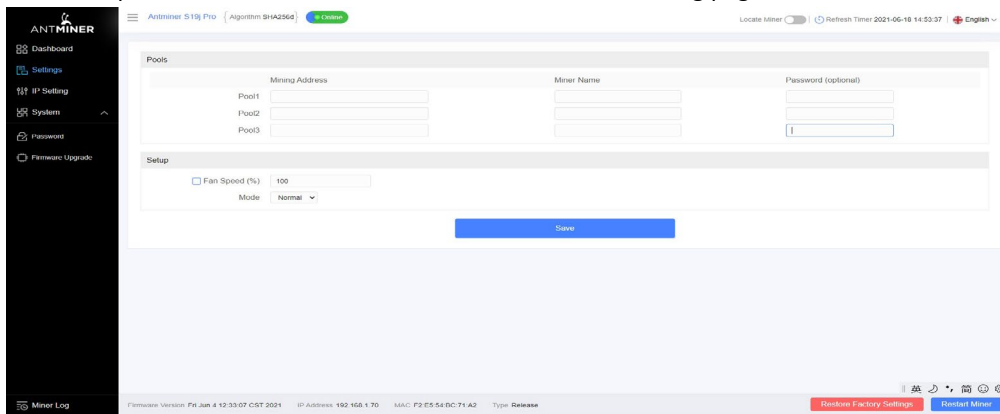 ANTMINER
Antminer S19j Pro
Algorithm SHA256d
Online
Locate Miner
Refresh Timer 2021-06-18 14:53:37
English
Dashboard
Settings
IP Setting
System
Password
Firmware Upgrade
Pools
Mining Address Miner Name Password (optional)
Pool1
Pool2
Pool3
Setup
Fan Speed (%) 100
Mode Normal
Save
英 简
Miner Log
Firmware Version Fri Jun 4 12:33:07 CST 2021 IP Address 192.168.1.70 MAC F2:E5:54:BC:71:A2 Type Release
Restore Factory Settings
Restart Miner